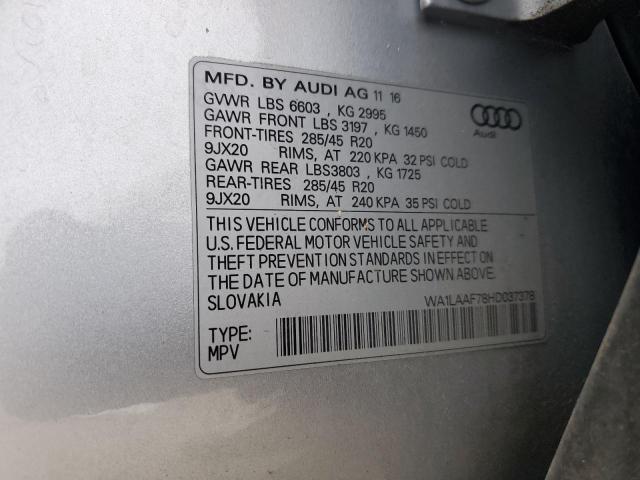 MFD. BY AUDI AG 11 16
GVWR LBS 6603 , KG 2995
GAWR FRONT LBS 3197 , KG 1450
FRONT-TIRES 285/45 R20
9JX20 RIMS, AT 220 KPA 32 PSI COLD
GAWR REAR LBS3803 , KG 1725
REAR-TIRES 285/45 R20
9JX20 RIMS, AT 240 KPA 35 PSI COLD
Audi
THIS VEHICLE CONFORMS TO ALL APPLICABLE
U.S. FEDERAL MOTOR VEHICLE SAFETY AND
THEFT PREVENTION STANDARDS IN EFFECT ON
THE DATE OF MANUFACTURE SHOWN ABOVE.
SLOVAKIA
WA1LAAF78HD037378
TYPE:
MPV